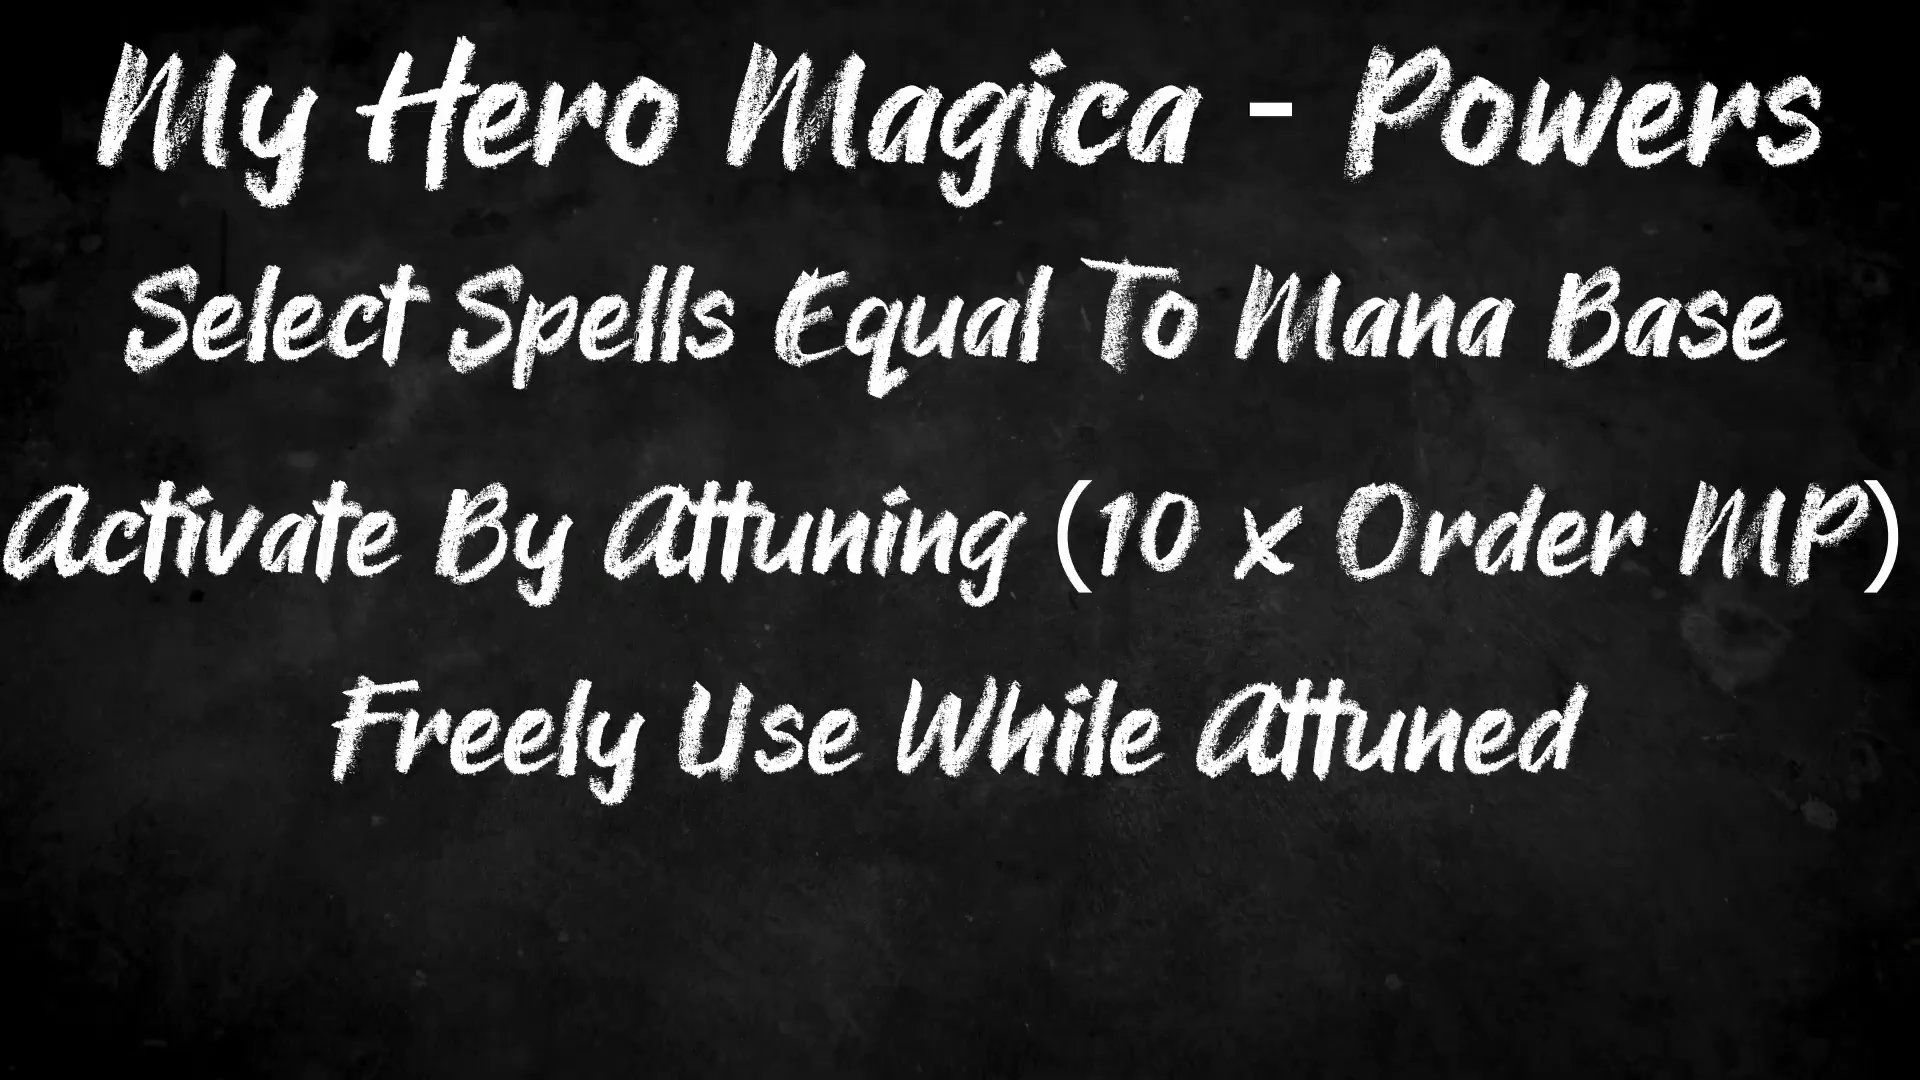 My Hero Magica - Powers
Select Spells Equal To Mana Base
Activate By Attuning (10 x Order MP)
Freely Use While Attuned